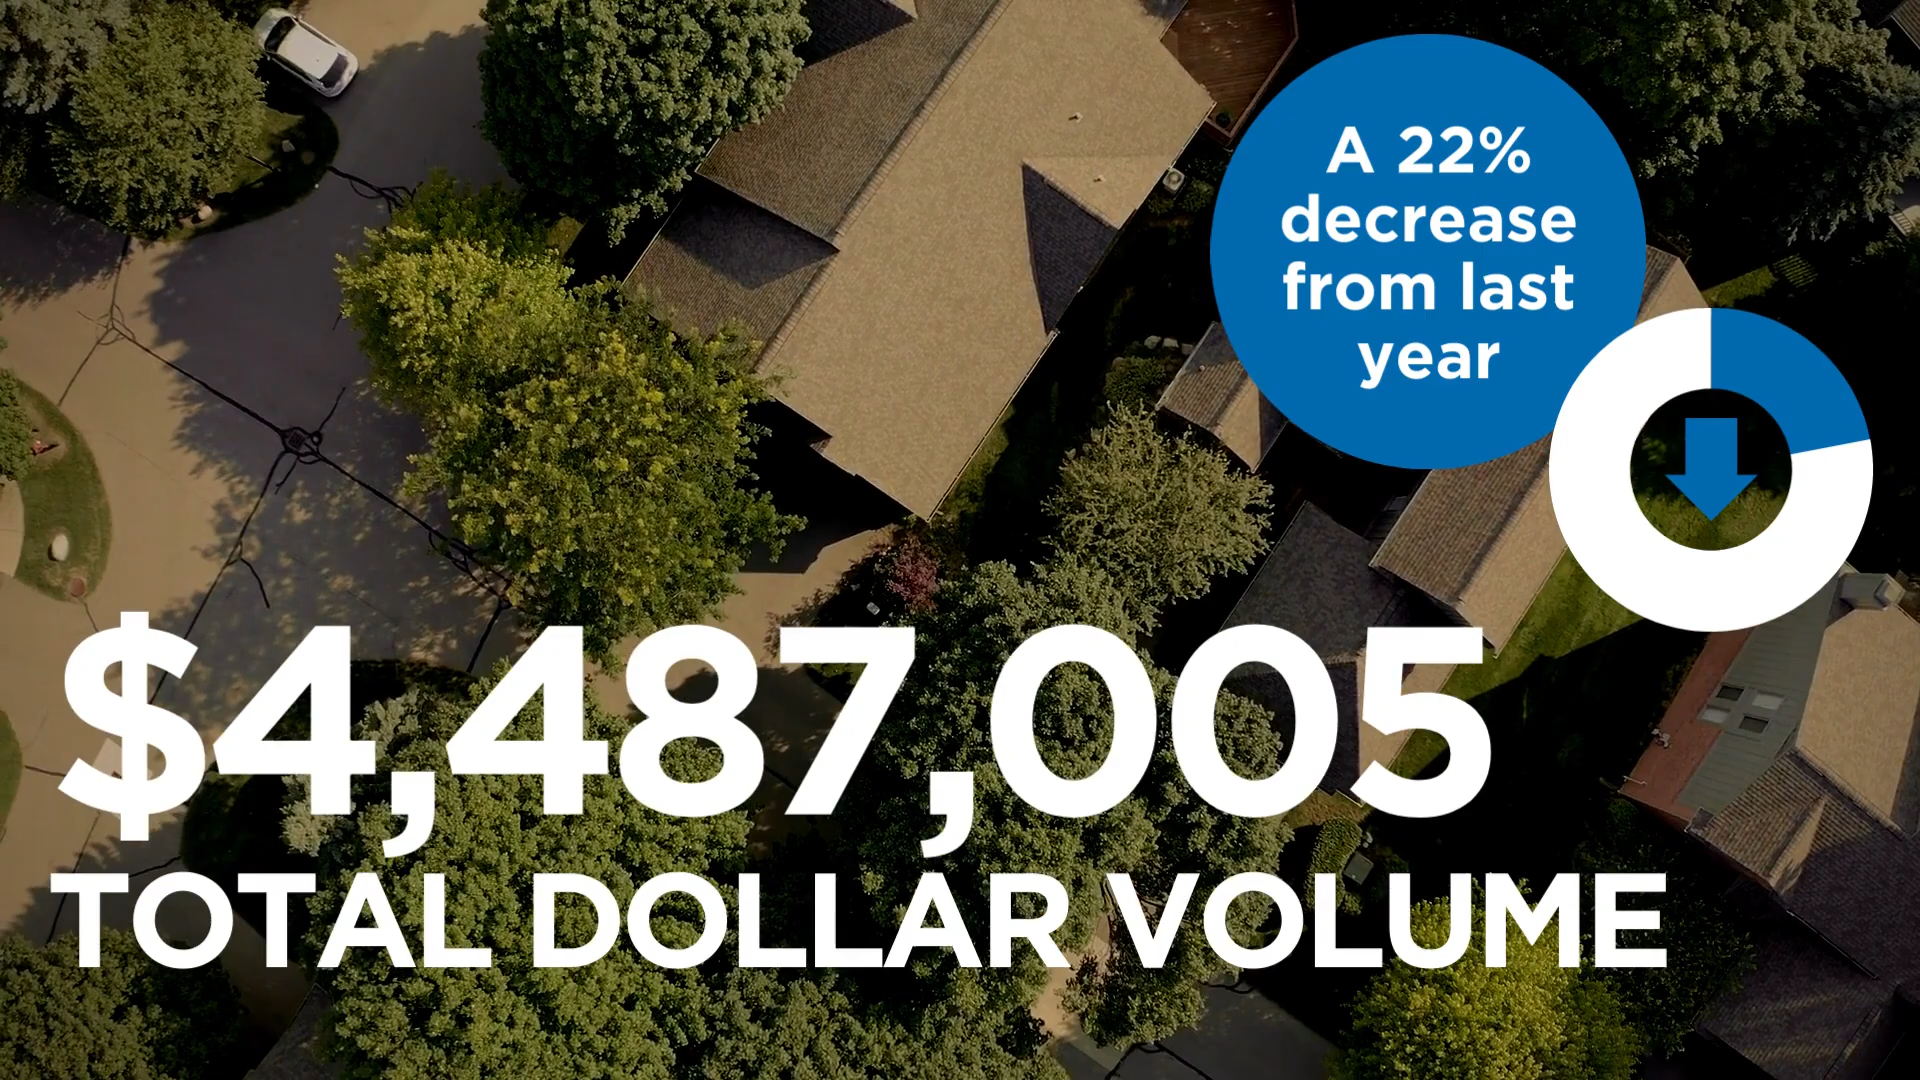 A 22%
decrease
from last
year
$4,487,005
TOTAL DOLLAR VOLUME